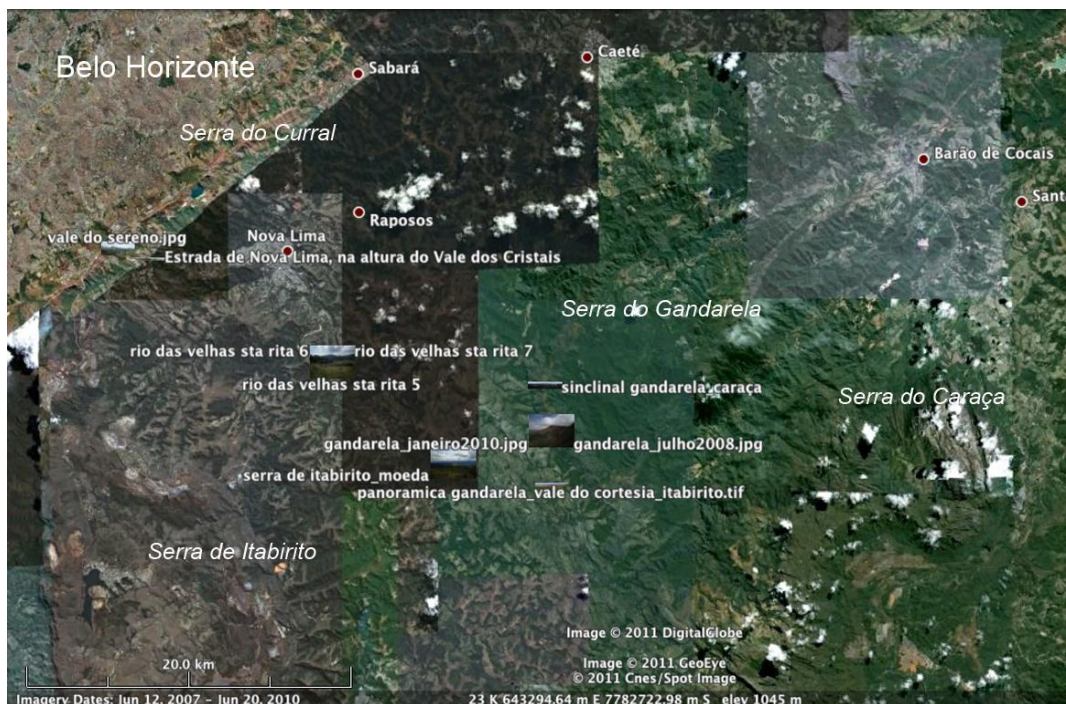 Belo Horizonte
Sabará
Caeté
Serra do Curral
Barão de Cocais
Santa
Raposos
vale do sereno.jpg
Nova Lima
Estrada de Nova Lima, na altura do Vale dos Cristais
Serra do Gandarela
rio das velhas sta rita 6
rio das velhas sta rita 7
rio das velhas sta rita 5
sinclinal gandarela_caraça
Serra do Caraça
gandarela_janeiro2010.jpg
gandarela_julho2008.jpg
serra de itabirito_moeda
panoramica gandarela_vale do cortesia_itabirito.tif
Serra de Itabirito
Image © 2011 DigitalGlobe
20.0 km
Image © 2011 GeoEye
© 2011 Cnes/Spot Image
Imagery Dates: Jun 12, 2007 – Jun 20, 2010
23 K 643294.64 m E 7782722.98 m S elev 1045 m